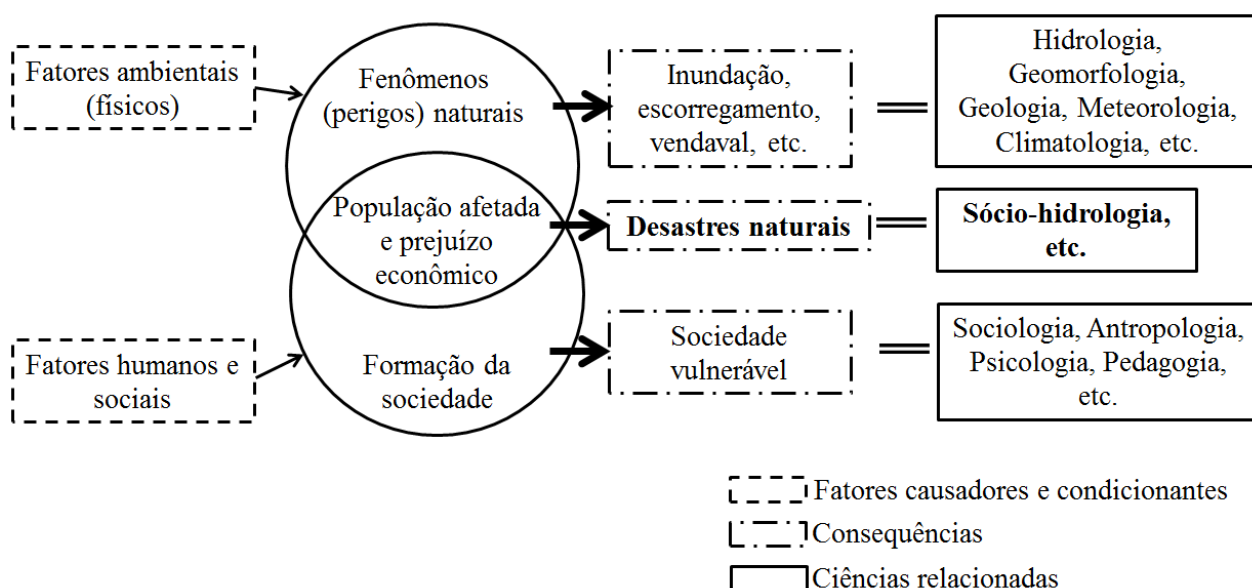 Fatores ambientais
(físicos)
Fenômenos
(perigos) naturais
Inundação,
escorregamento,
vendaval, etc.
Hidrologia,
Geomorfologia,
Geologia, Meteorologia,
Climatologia, etc.
População afetada
e prejuízo
econômico
Desastres naturais
Sócio-hidrologia,
etc.
Fatores humanos e
sociais
Formação da
sociedade
Sociedade
vulnerável
Sociologia, Antropologia,
Psicologia, Pedagogia,
etc.
Fatores causadores e condicionantes
Consequências
Ciências relacionadas